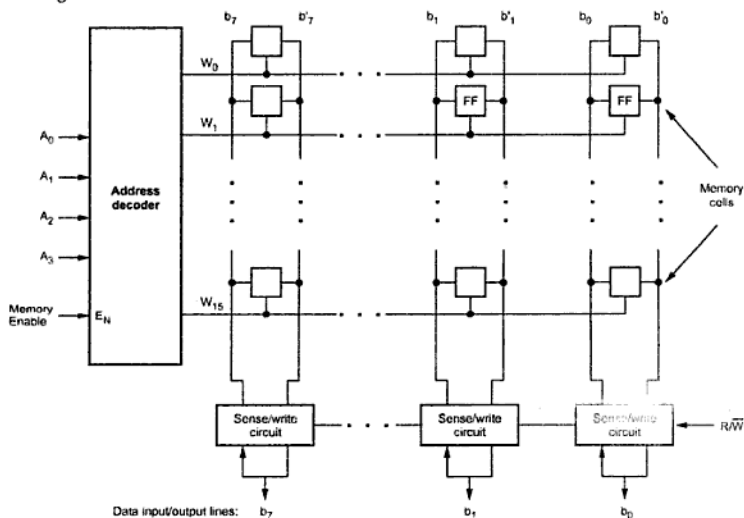 b7 b'7 b1 b'1 b0 b'0
W0
FF FF
W1
A0
A1
Address
decoder
Memory
cells
A2
A3
Memory
Enable
EN
W15
Sense/write
circuit
Sense/write
circuit
Sense/write
circuit
R/W̅
Data input/output lines: b7 b1 b0